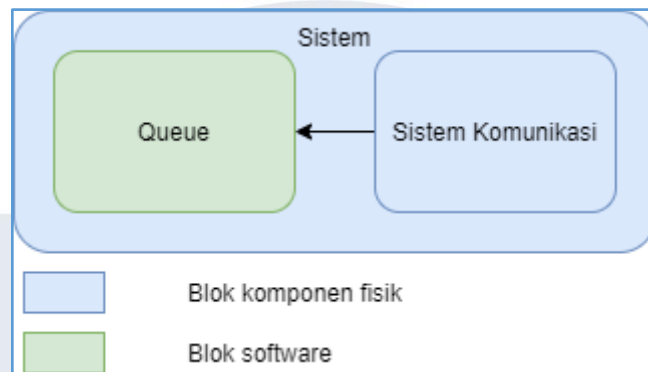 Sistem
Queue
Sistem Komunikasi
Blok komponen fisik
Blok software